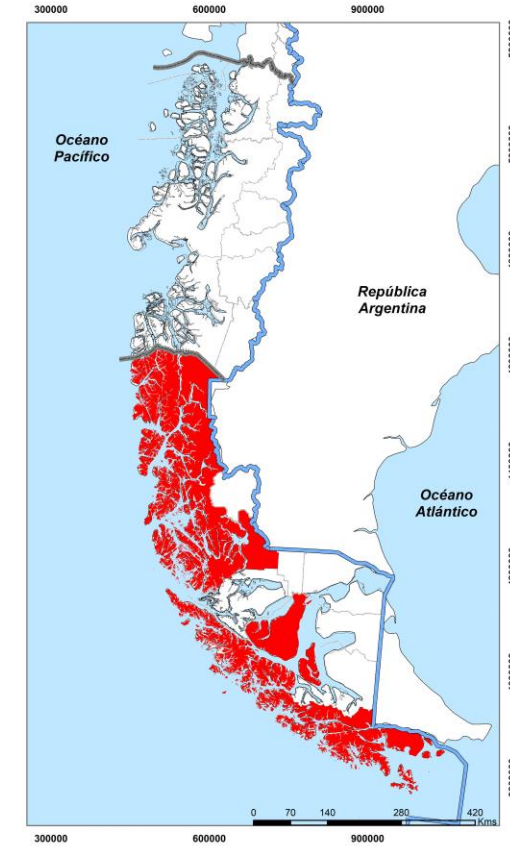 300000 600000 900000
Océano
Pacífico
República
Argentina
Océano
Atlántico
0 70 140 280 420
Kms
300000 600000 900000